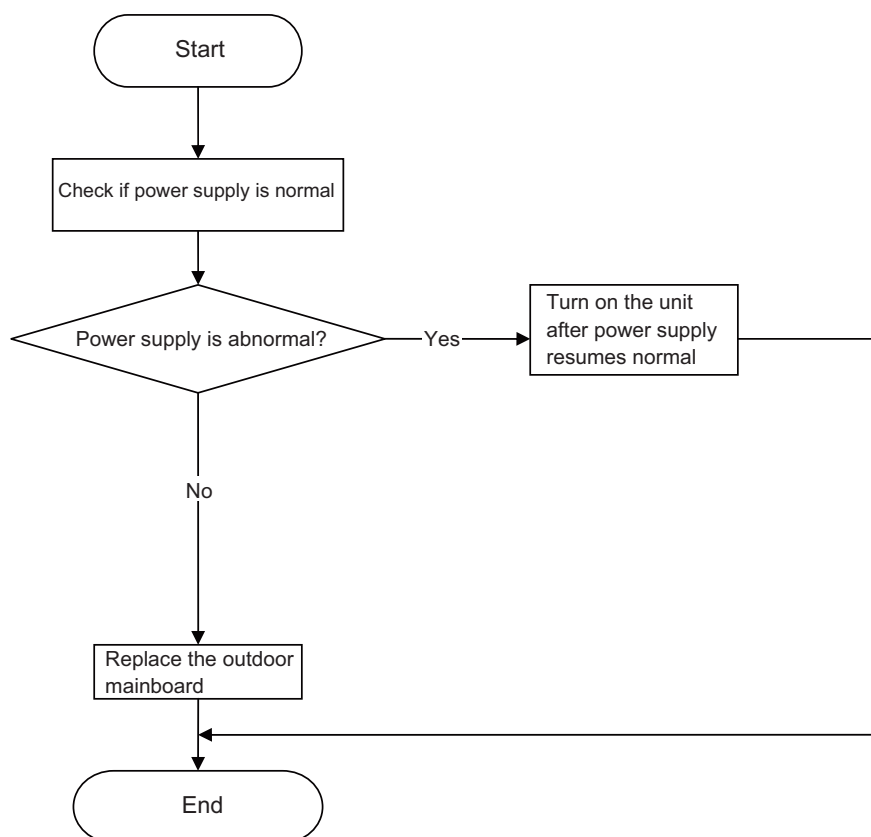 Start
Check if power supply is normal
Power supply is abnormal?
Yes
Turn on the unit
after power supply
resumes normal
No
Replace the outdoor
mainboard
End